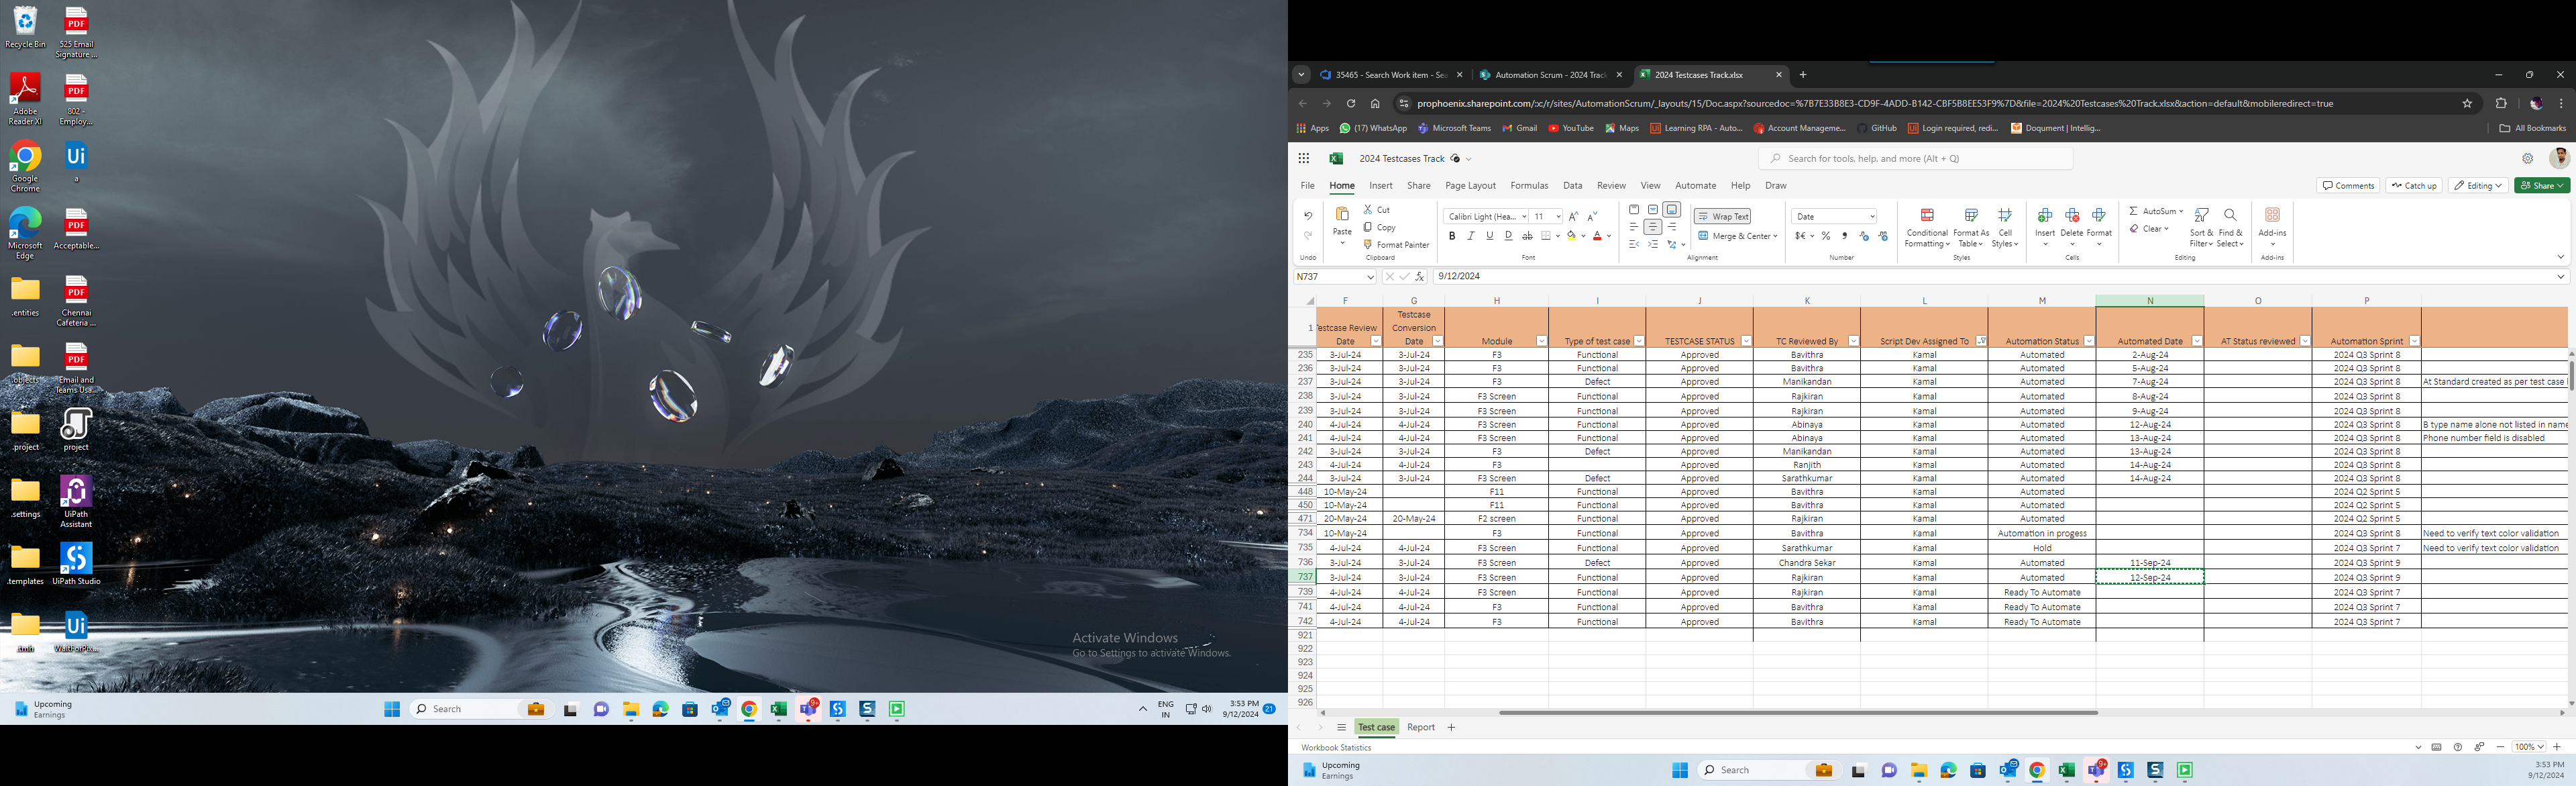 Recycle Bin
525 Email
Signature ...
Adobe
Reader XI
802 -
Employ...
Google
Chrome
a
Microsoft
Edge
Acceptable...
.entities
Chennai
Cafeteria ...
.objects
Email and
Teams Usa...
.project
project
.settings
UiPath
Assistant
.templates
UiPath Studio
.tmh
WaitForPix...
Activate Windows
Go to Settings to activate Windows.
Upcoming
Earnings
Search
ENG
IN
3:53 PM
9/12/2024
21
35465 - Search Work item - Sea
Automation Scrum - 2024 Track
2024 Testcases Track.xlsx
prophoenix.sharepoint.com/:x:/r/sites/AutomationScrum/_layouts/15/Doc.aspx?sourcedoc=%7B7E33B8E3-CD9F-4ADD-B142-CBF5B8EE53F9%7D&file=2024%20Testcases%20Track.xlsx&action=default&mobileredirect=true
Apps (17) WhatsApp Microsoft Teams Gmail YouTube Maps Learning RPA - Auto... Account Manageme... GitHub Login required, redi... Doqument | Intellig... All Bookmarks
2024 Testcases Track
Search for tools, help, and more (Alt + Q)
File Home Insert Share Page Layout Formulas Data Review View Automate Help Draw
Comments Catch up Editing Share
Undo
Paste Cut
Copy
Format Painter
Clipboard
Calibri Light (Hea... 11
B I U D ab
Font
Wrap Text
Merge & Center
Alignment
Date
Number
Conditional
Formatting
Format As
Table
Cell
Styles
Styles
Insert Delete Format
Cells
AutoSum
Clear
Sort &
Filter
Find &
Select
Editing
Add-ins
Add-ins
N737 fx 9/12/2024
F G H I J K L M N O P
1 Testcase Review Date Testcase Conversion Date Module Type of test case TESTCASE STATUS TC Reviewed By Script Dev Assigned To Automation Status Automated Date AT Status reviewed Automation Sprint
235 3-Jul-24 3-Jul-24 F3 Functional Approved Bavithra Kamal Automated 2-Aug-24 2024 Q3 Sprint 8
236 3-Jul-24 3-Jul-24 F3 Functional Approved Bavithra Kamal Automated 5-Aug-24 2024 Q3 Sprint 8
237 3-Jul-24 3-Jul-24 F3 Defect Approved Manikandan Kamal Automated 7-Aug-24 2024 Q3 Sprint 8 At Standard created as per test case
238 3-Jul-24 3-Jul-24 F3 Screen Functional Approved Rajkiran Kamal Automated 8-Aug-24 2024 Q3 Sprint 8
239 3-Jul-24 3-Jul-24 F3 Screen Functional Approved Rajkiran Kamal Automated 9-Aug-24 2024 Q3 Sprint 8
240 4-Jul-24 4-Jul-24 F3 Screen Functional Approved Abinaya Kamal Automated 12-Aug-24 2024 Q3 Sprint 8 B type name alone not listed in name
241 4-Jul-24 4-Jul-24 F3 Screen Functional Approved Abinaya Kamal Automated 13-Aug-24 2024 Q3 Sprint 8 Phone number field is disabled
242 3-Jul-24 3-Jul-24 F3 Defect Approved Manikandan Kamal Automated 13-Aug-24 2024 Q3 Sprint 8
243 4-Jul-24 4-Jul-24 F3 Approved Ranjith Kamal Automated 14-Aug-24 2024 Q3 Sprint 8
244 3-Jul-24 3-Jul-24 F3 Screen Defect Approved Sarathkumar Kamal Automated 14-Aug-24 2024 Q3 Sprint 8
448 10-May-24 F11 Functional Approved Bavithra Kamal Automated 2024 Q2 Sprint 5
450 10-May-24 F11 Functional Approved Bavithra Kamal Automated 2024 Q2 Sprint 5
471 20-May-24 20-May-24 F2 screen Functional Approved Rajkiran Kamal Automated 2024 Q2 Sprint 5
734 10-May-24 F3 Functional Approved Bavithra Kamal Automation in progess 2024 Q3 Sprint 8 Need to verify text color validation
735 4-Jul-24 4-Jul-24 F3 Screen Functional Approved Sarathkumar Kamal Hold 2024 Q3 Sprint 7 Need to verify text color validation
736 3-Jul-24 3-Jul-24 F3 Screen Defect Approved Chandra Sekar Kamal Automated 11-Sep-24 2024 Q3 Sprint 9
737 3-Jul-24 3-Jul-24 F3 Screen Functional Approved Rajkiran Kamal Automated 12-Sep-24 2024 Q3 Sprint 9
739 4-Jul-24 4-Jul-24 F3 Screen Functional Approved Rajkiran Kamal Ready To Automate 2024 Q3 Sprint 7
741 4-Jul-24 4-Jul-24 F3 Functional Approved Bavithra Kamal Ready To Automate 2024 Q3 Sprint 7
742 4-Jul-24 4-Jul-24 F3 Functional Approved Bavithra Kamal Ready To Automate 2024 Q3 Sprint 7
921
922
923
924
925
926
Test case Report
Workbook Statistics
100%
Upcoming
Earnings
Search
3:53 PM
9/12/2024